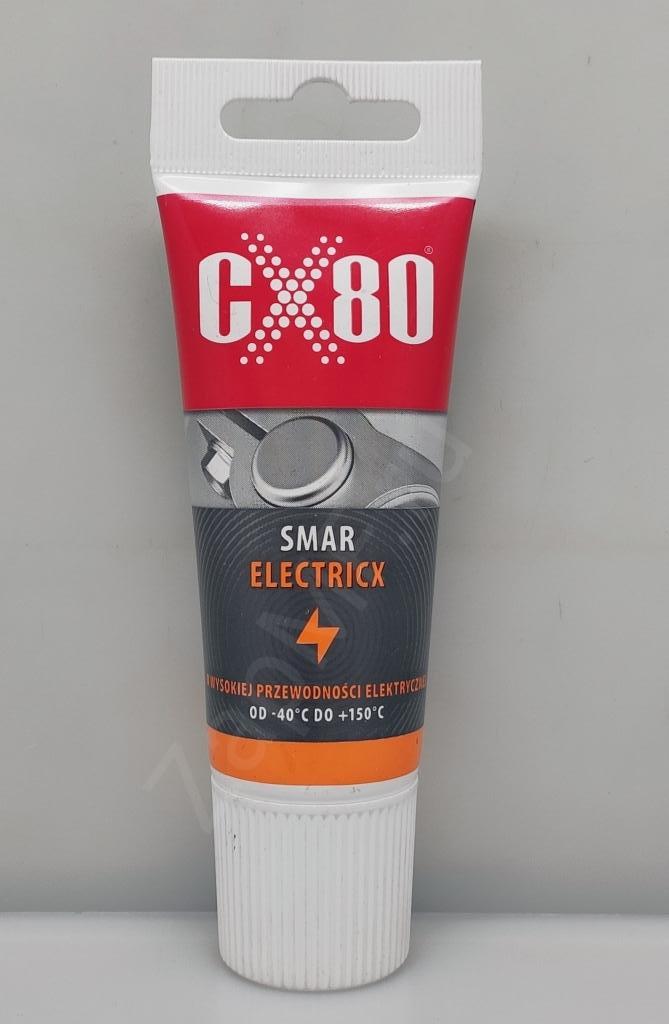 CX80®
SMAR
ELECTRICX
O WYSOKIEJ PRZEWODNOŚCI ELEKTRYCZNEJ
OD -40°C DO +150°C